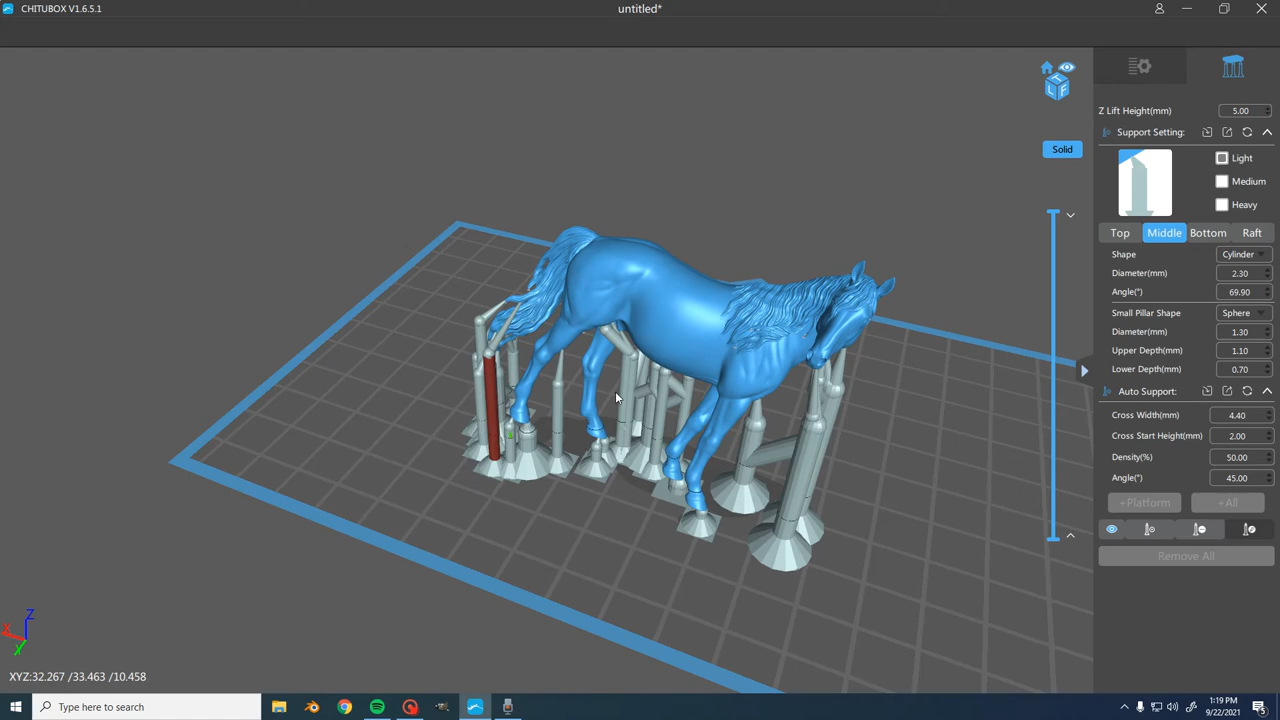 CHITUBOX V1.6.5.1
untitled*
Z Lift Height(mm) 5.00
Support Setting:
Light
Medium
Heavy
Solid
Top Middle Bottom Raft
Shape Cylinder
Diameter(mm) 2.30
Angle(°) 69.90
Small Pillar Shape Sphere
Diameter(mm) 1.30
Upper Depth(mm) 1.10
Lower Depth(mm) 0.70
Auto Support:
Cross Width(mm) 4.40
Cross Start Height(mm) 2.00
Density(%) 50.00
Angle(°) 45.00
+Platform +All
Remove All
T
L F
Z
X
Y
XYZ:32.267 /33.463 /10.458
Type here to search
1:19 PM
9/22/2021
5